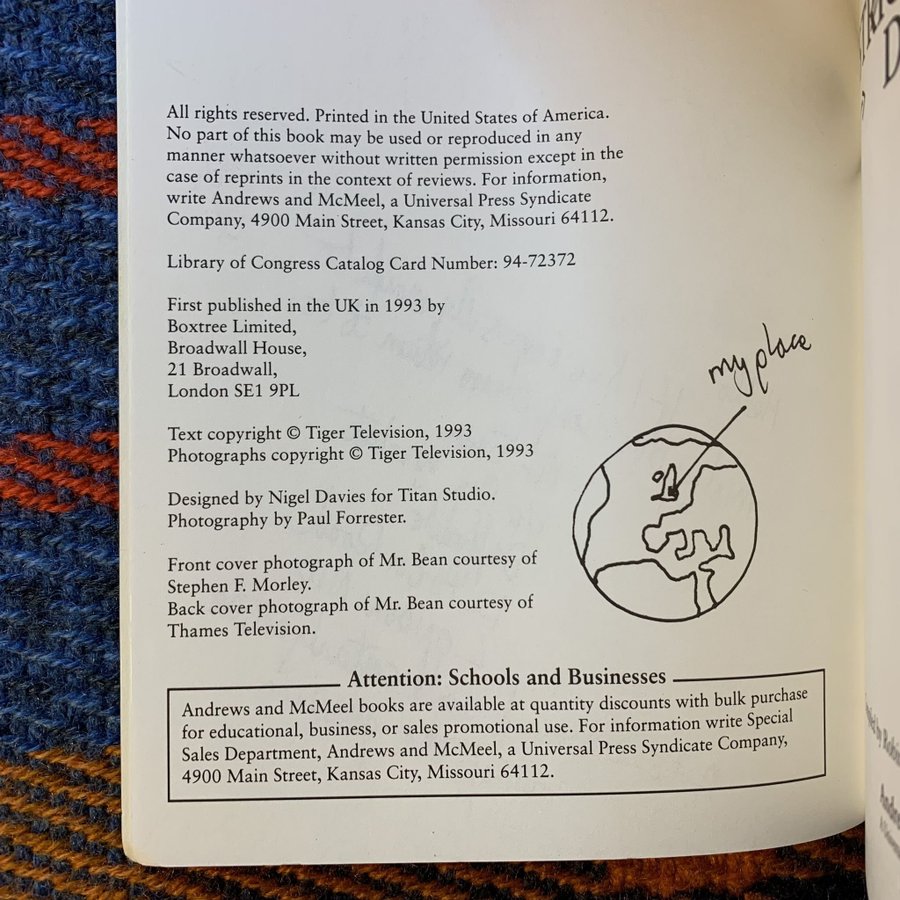 All rights reserved. Printed in the United States of America.
No part of this book may be used or reproduced in any
manner whatsoever without written permission except in the
case of reprints in the context of reviews. For information,
write Andrews and McMeel, a Universal Press Syndicate
Company, 4900 Main Street, Kansas City, Missouri 64112.
Library of Congress Catalog Card Number: 94-72372
First published in the UK in 1993 by
Boxtree Limited,
Broadwall House,
21 Broadwall,
London SE1 9PL
my place
Text copyright © Tiger Television, 1993
Photographs copyright © Tiger Television, 1993
Designed by Nigel Davies for Titan Studio.
Photography by Paul Forrester.
Front cover photograph of Mr. Bean courtesy of
Stephen F. Morley.
Back cover photograph of Mr. Bean courtesy of
Thames Television.
Attention: Schools and Businesses
Andrews and McMeel books are available at quantity discounts with bulk purchase
for educational, business, or sales promotional use. For information write Special
Sales Department, Andrews and McMeel, a Universal Press Syndicate Company,
4900 Main Street, Kansas City, Missouri 64112.